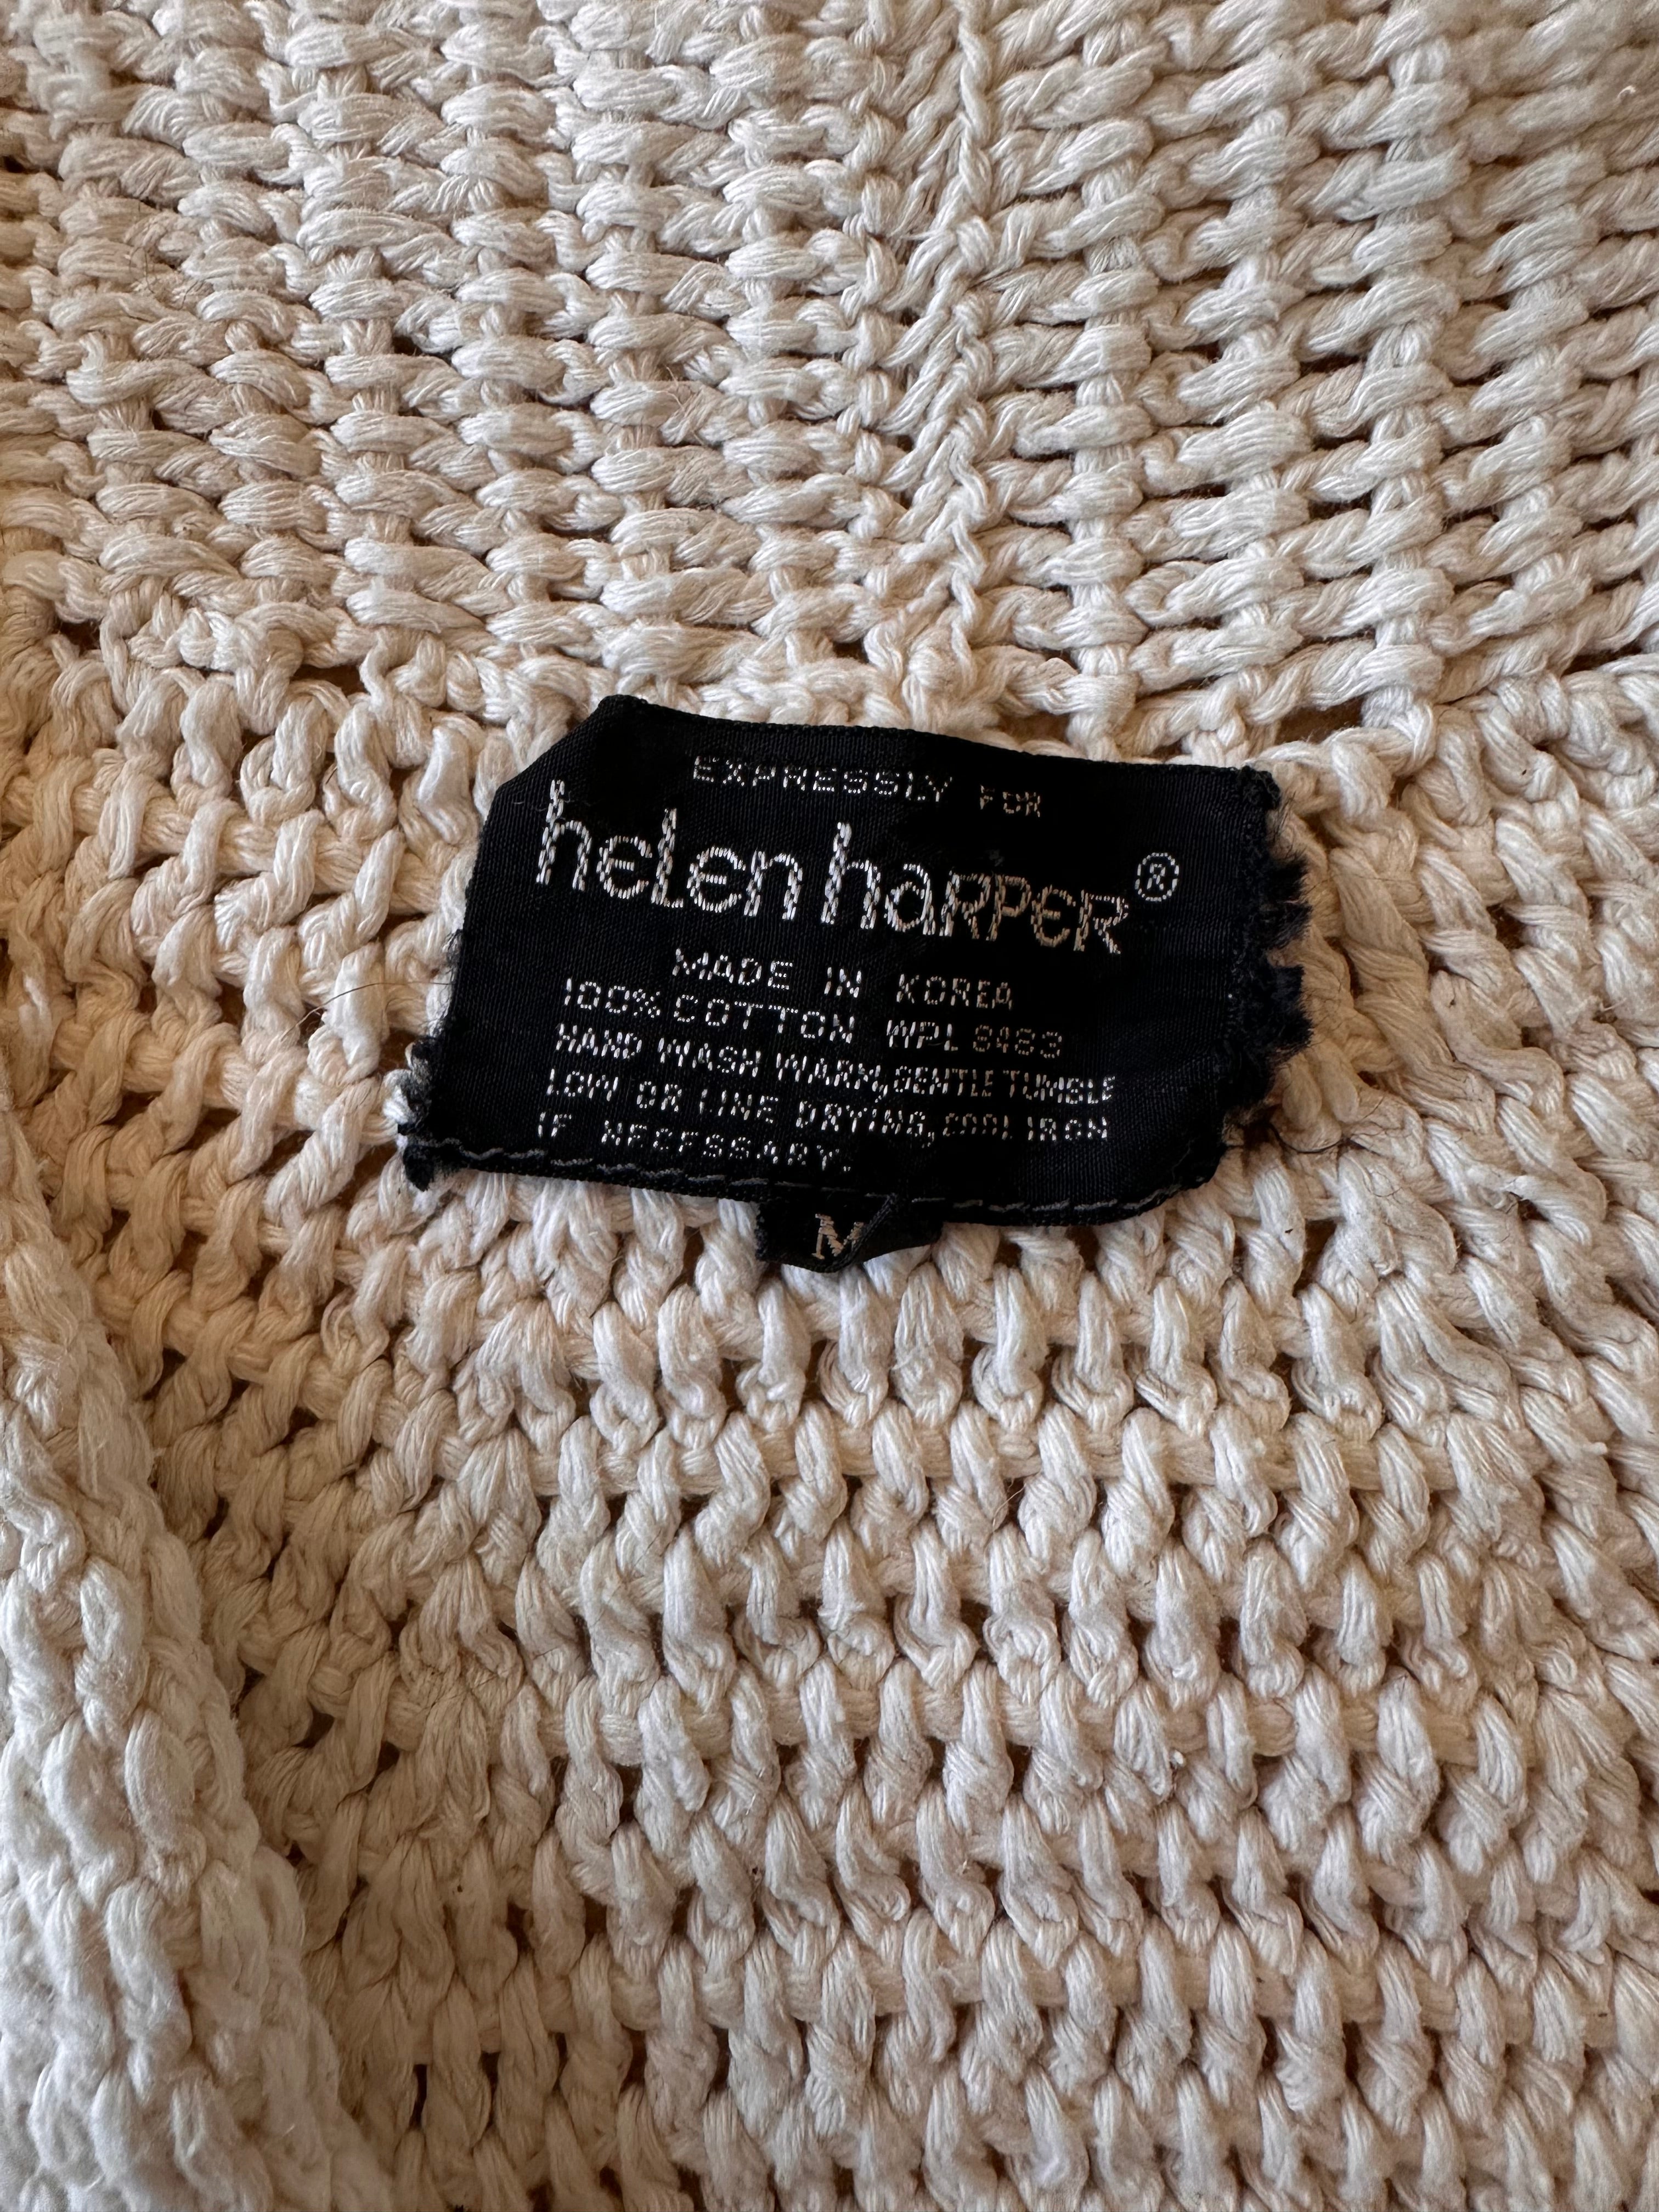 EXPRESSLY FOR
helen harper®
MADE IN KOREA
100% COTTON WPL 8483
HAND WASH WARM, GENTLE TUMBLE
LOW OR LINE DRYING, COOL IRON
IF NECESSARY.
M